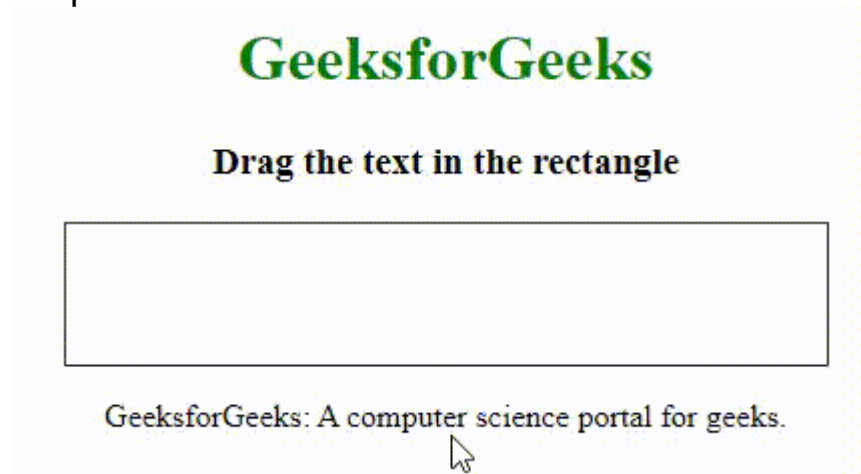 GeeksforGeeks
Drag the text in the rectangle
GeeksforGeeks: A computer science portal for geeks.